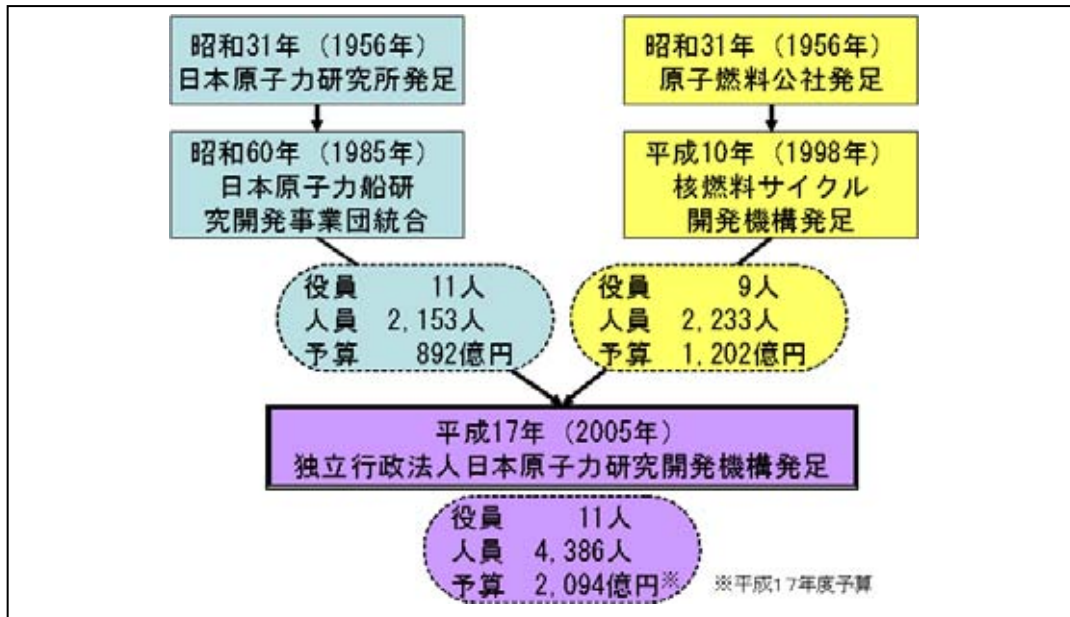 昭和31年（1956年）
日本原子力研究所発足
昭和60年（1985年）
日本原子力船研
究開発事業団統合
役員 11人
人員 2,153人
予算 892億円
昭和31年（1956年）
原子燃料公社発足
平成10年（1998年）
核燃料サイクル
開発機構発足
役員 9人
人員 2,233人
予算 1,202億円
平成17年（2005年）
独立行政法人日本原子力研究開発機構発足
役員 11人
人員 4,386人
予算 2,094億円※
※平成17年度予算